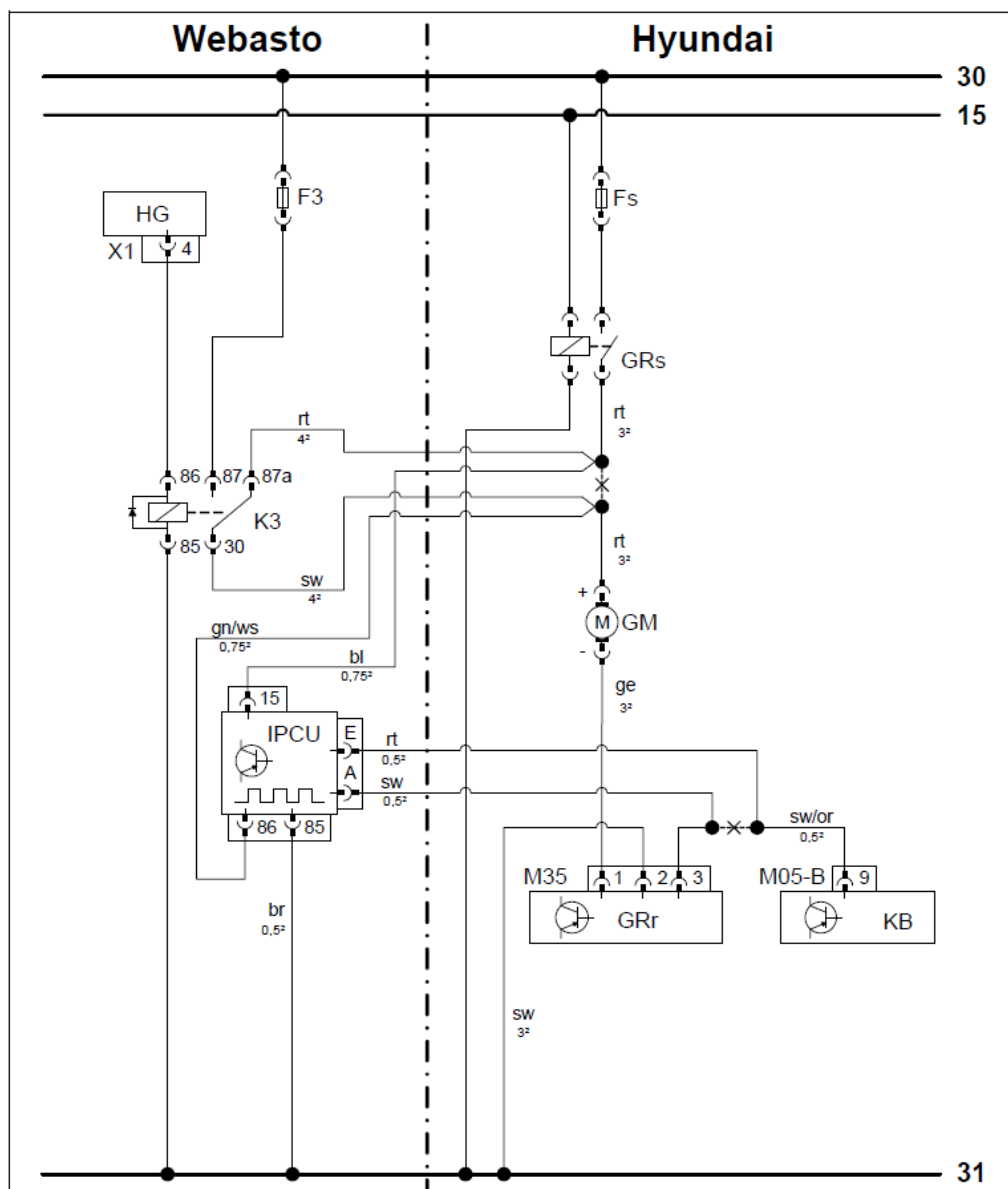 Webasto
Hyundai
30
15
F3
Fs
HG
X1
4
GRs
rt
4²
rt
3²
86
87
87a
K3
85
30
sw
4²
rt
3²
+
M
GM
-
gn/ws
0,75²
bl
0,75²
ge
3²
15
IPCU
E
rt
0,5²
A
sw
0,5²
86
85
sw/or
0,5²
M35
1
2
3
M05-B
9
GRr
KB
br
0,5²
sw
3²
31